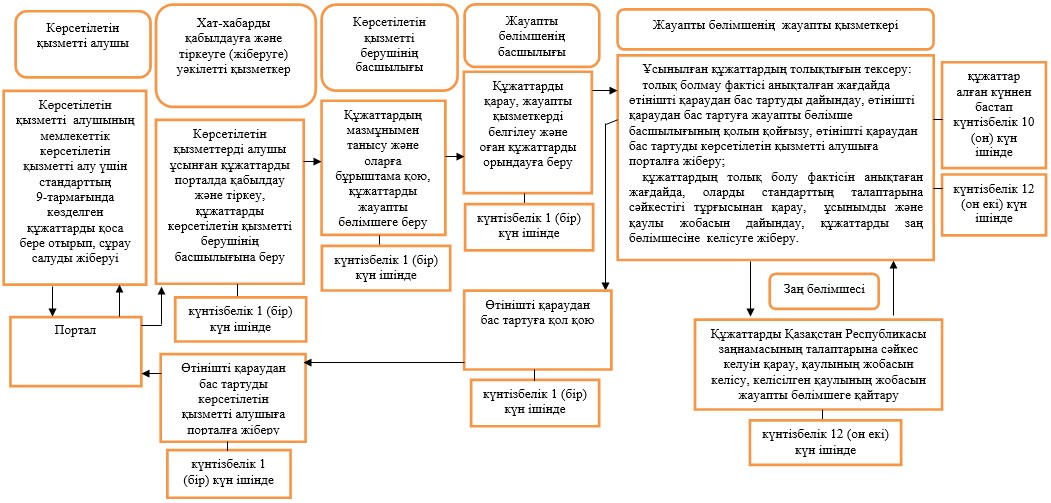 Көрсетілетін
қызметті алушы
Хат-хабарды
қабылдауға және
тіркеуге (жіберуге)
уәкілетті қызметкер
Көрсетілетін
қызметті
берушінің
басшылығы
Жауапты
бөлімшенің
басшылығы
Жауапты бөлімшенің жауапты қызметкері
Көрсетілетін
қызметті алушының
мемлекеттік
көрсетілетін
қызметті алу үшін
стандарттың
9-тармағында
көзделген
құжаттарды қоса
бере отырып, сұрау
салуды жіберуі
Көрсетілетін
қызметтерді алушы
ұсынған құжаттарды
порталда қабылдау
және тіркеу,
құжаттарды
көрсетілетін қызметті
берушінің
басшылығына беру
күнтізбелік 1 (бір)
күн ішінде
Құжаттардың
мазмұнымен
танысу және
оларға
бұрыштама қою,
құжаттарды
жауапты
бөлімшеге беру
күнтізбелік 1 (бір)
күн ішінде
Құжаттарды
қарау, жауапты
қызметкерді
белгілеу және
оған құжаттарды
орындауға беру
күнтізбелік 1 (бір)
күн ішінде
Ұсынылған құжаттардың толықтығын тексеру:
толық болмау фактісі анықталған жағдайда
өтінішті қараудан бас тартуды дайындау, өтінішті
қараудан бас тартуға жауапты бөлімше
басшылығының қолын қойғызу, өтінішті қараудан
бас тартуды көрсетілетін қызметті алушыға
порталға жіберу;
құжаттардың толық болу фактісін анықтаған
жағдайда, оларды стандарттың талаптарына
сәйкестігі тұрғысынан қарау, ұсынымды және
қаулы жобасын дайындау, құжаттарды заң
бөлімшесіне келісуге жіберу.
құжаттар
алған күннен
бастап
күнтізбелік 10
(он) күн
ішінде
күнтізбелік 12
(он екі) күн
ішінде
Заң бөлімшесі
Құжаттарды Қазақстан Республикасы
заңнамасының талаптарына сәйкес
келуін қарау, қаулының жобасын
келісу, келісілген қаулының жобасын
жауапты бөлімшеге қайтару
күнтізбелік 12 (он екі)
күн ішінде
Өтінішті қараудан
бас тартуға қол қою
күнтізбелік 1 (бір)
күн ішінде
Портал
Өтінішті қараудан
бас тартуды
көрсетілетін
қызметті алушыға
порталға жіберу
күнтізбелік 1
(бір) күн ішінде